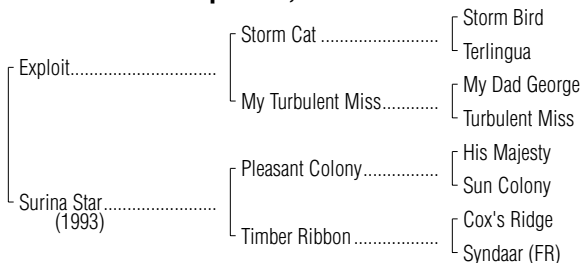 Storm Bird
Storm Cat ..........................
Terlingua
Exploit................................
My Dad George
My Turbulent Miss............
Turbulent Miss
His Majesty
Pleasant Colony.................
Sun Colony
Surina Star.........................
(1993)
Cox's Ridge
Timber Ribbon ...................
Syndaar (FR)